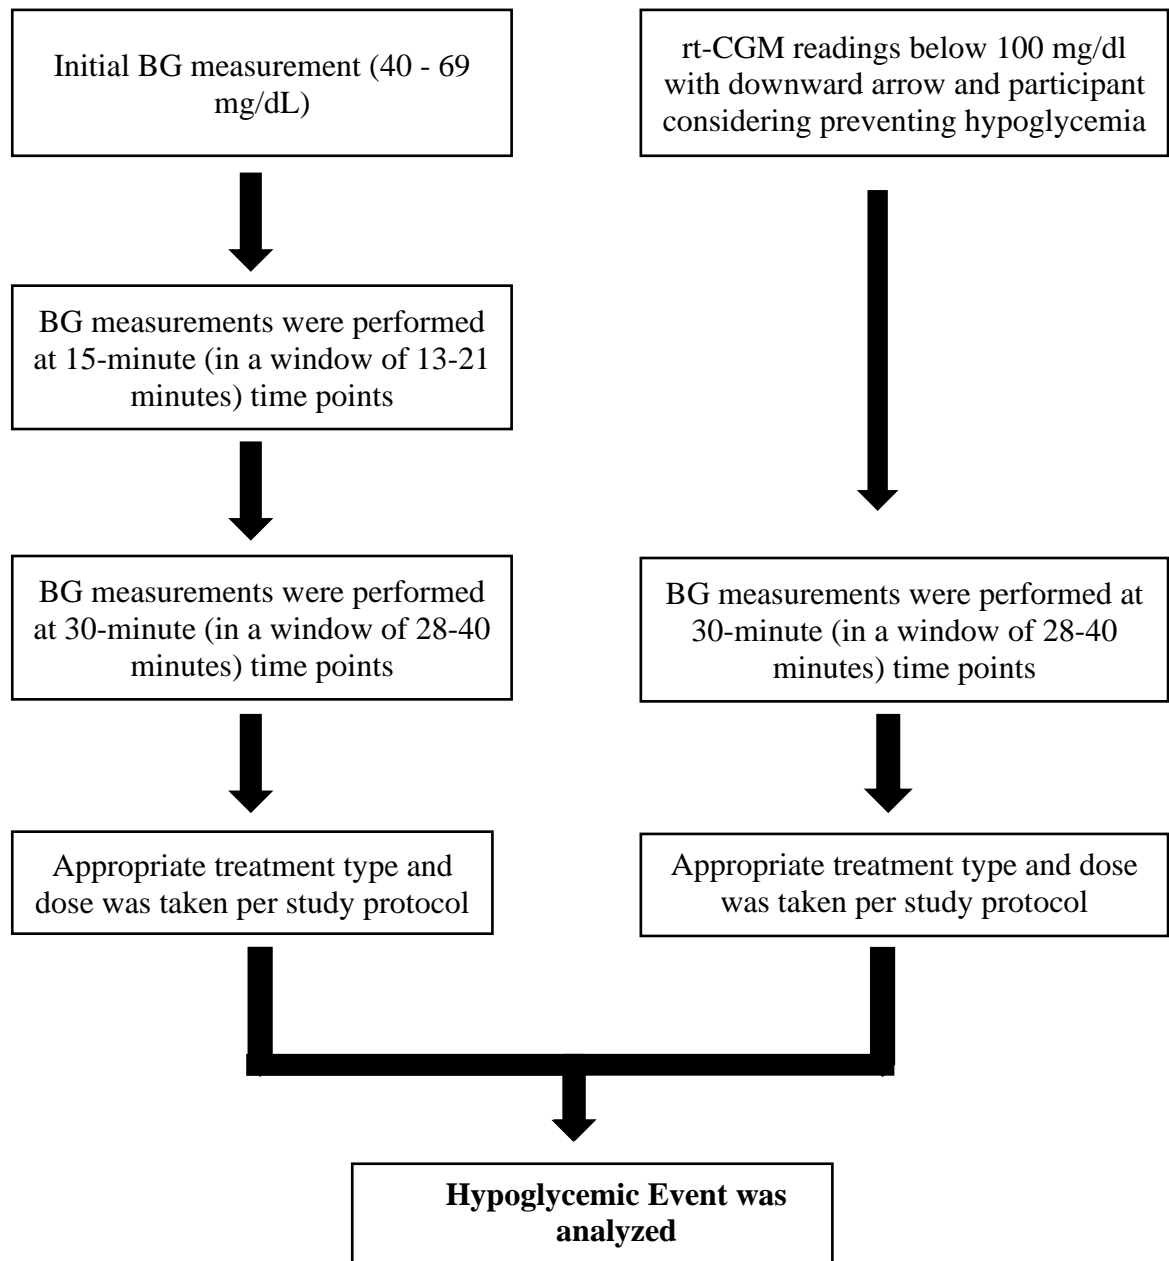 Initial BG measurement (40 - 69
mg/dL)
rt-CGM readings below 100 mg/dl
with downward arrow and participant
considering preventing hypoglycemia
BG measurements were performed
at 15-minute (in a window of 13-21
minutes) time points
BG measurements were performed
at 30-minute (in a window of 28-40
minutes) time points
BG measurements were performed at
30-minute (in a window of 28-40
minutes) time points
Appropriate treatment type and
dose was taken per study protocol
Appropriate treatment type and dose
was taken per study protocol
Hypoglycemic Event was
analyzed